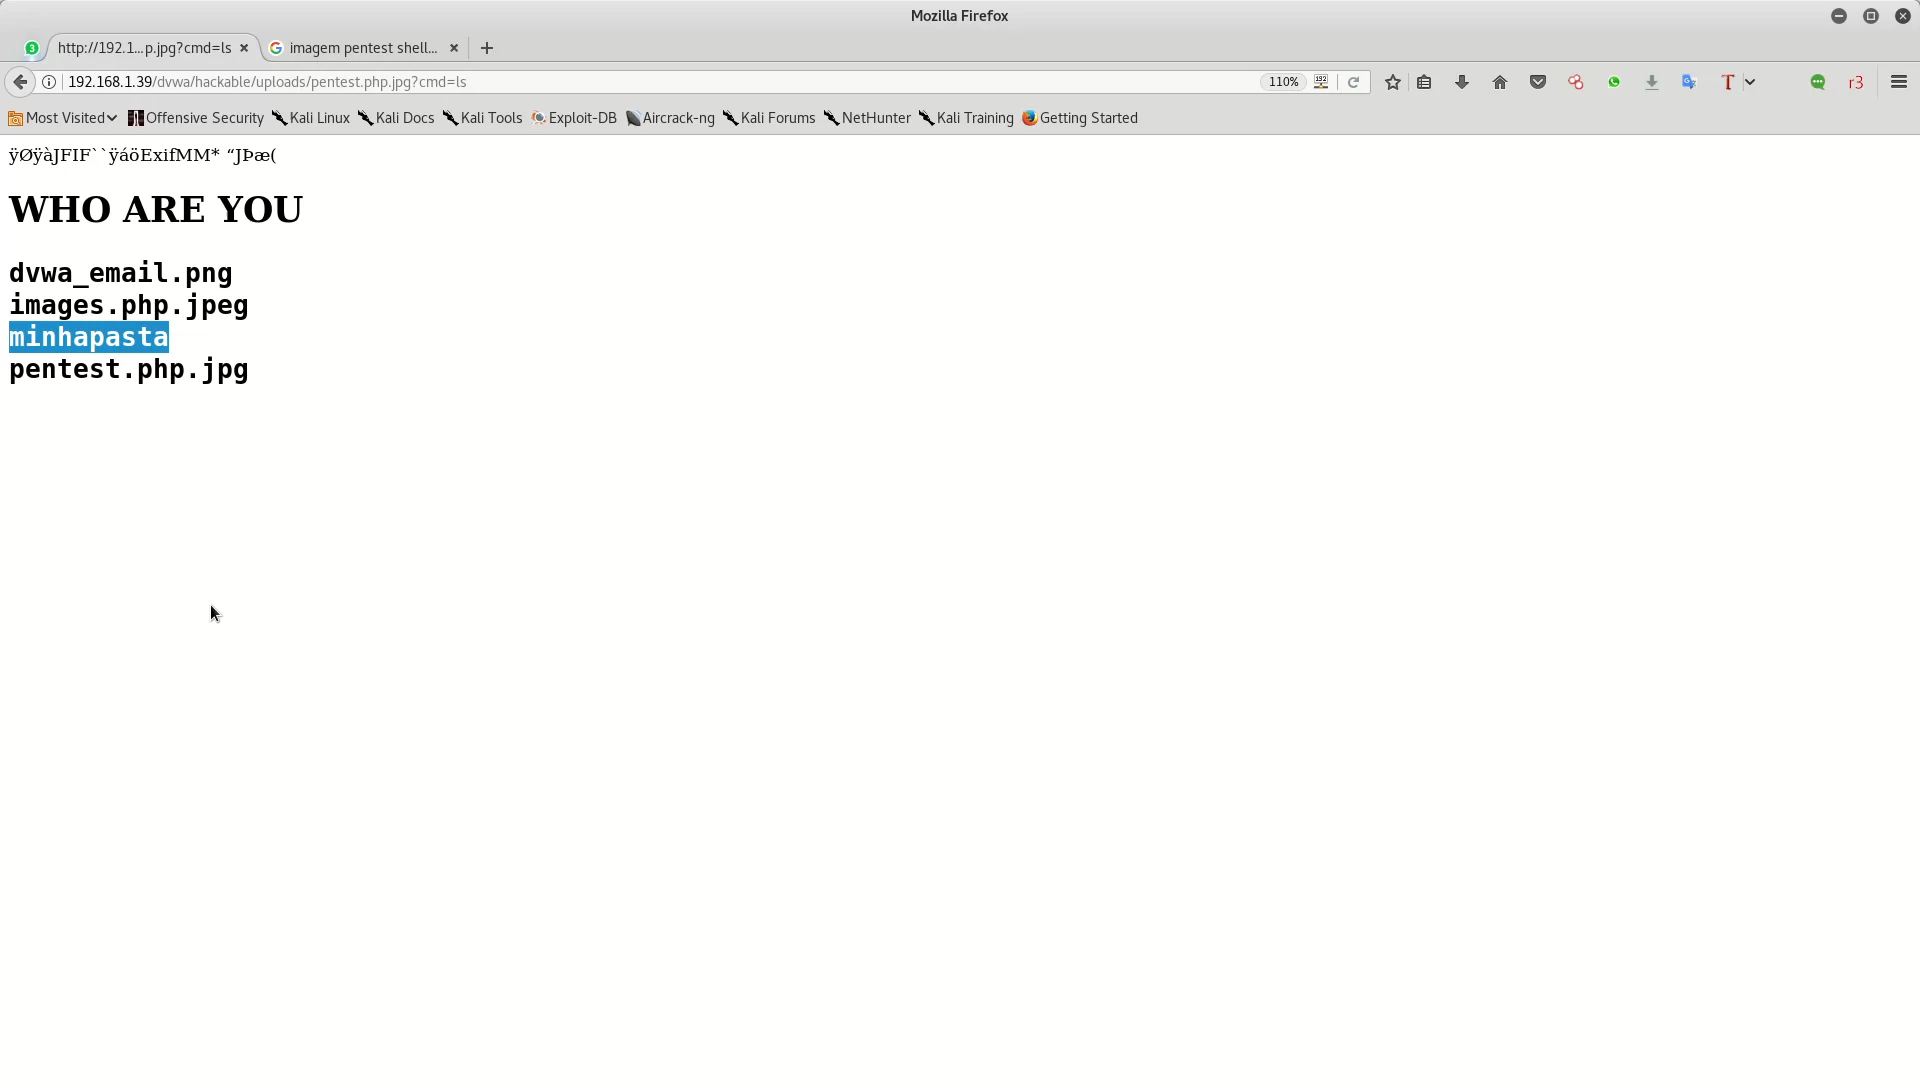 Mozilla Firefox
3 http://192.1...p.jpg?cmd=ls imagem pentest shell...
192.168.1.39/dvwa/hackable/uploads/pentest.php.jpg?cmd=ls 110% r3
Most Visited Offensive Security Kali Linux Kali Docs Kali Tools Exploit-DB Aircrack-ng Kali Forums NetHunter Kali Training Getting Started
ÿØÿàJFIF``ÿáöExifMM* “JÞæ(
WHO ARE YOU
dvwa_email.png
images.php.jpeg
minhapasta
pentest.php.jpg